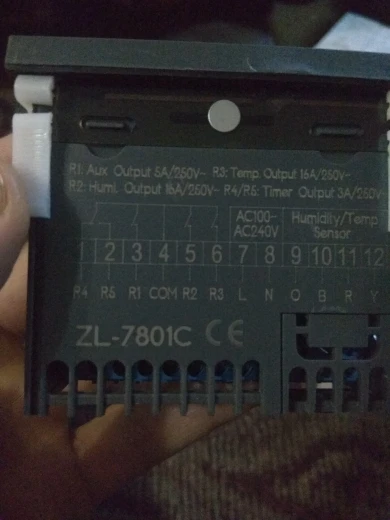 R1: Aux Output 5A/250V~ R3: Temp. Output 16A/250V~
R2: Humi. Output 16A/250V~ R4/R5: Timer Output 3A/250V~
AC100-
AC240V
Humidity/Temp
Sensor
1 2 3 4 5 6 7 8 9 10 11 12
R4 R5 R1 COM R2 R3 L N O B R Y
ZL-7801C CE